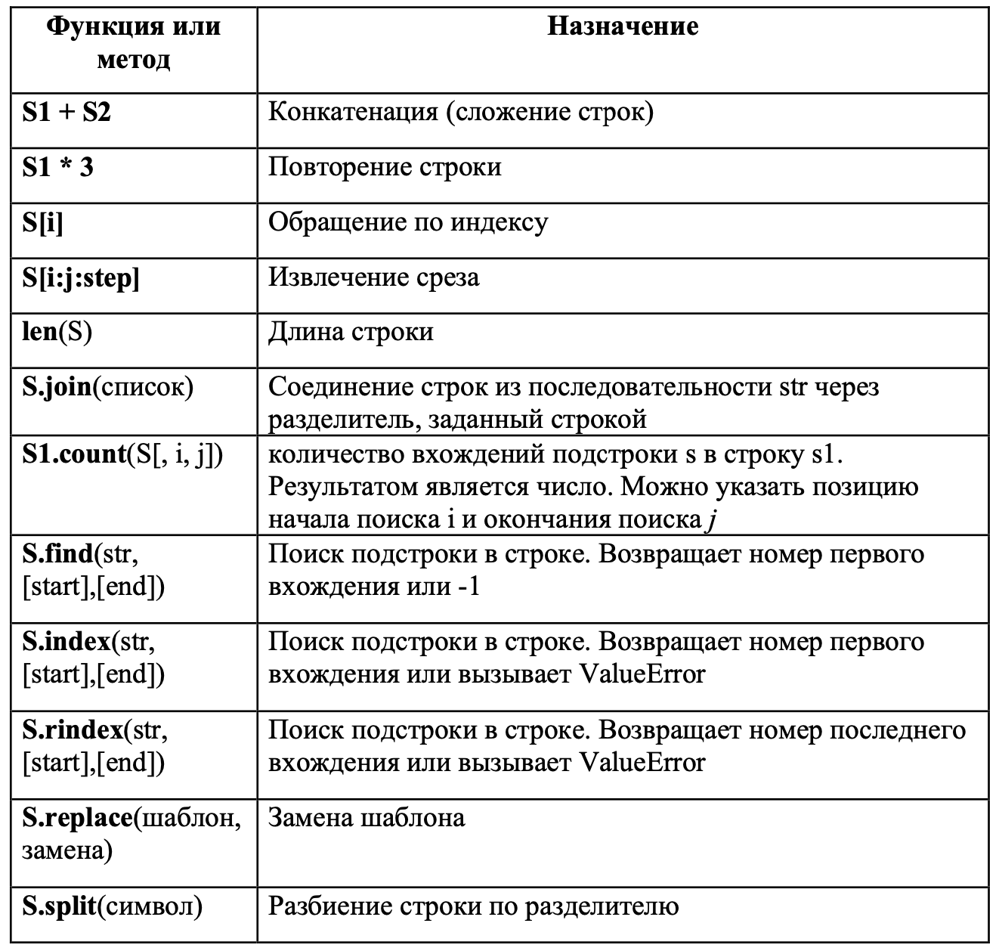 Функция или
метод
Назначение
S1 + S2
Конкатенация (сложение строк)
S1 * 3
Повторение строки
S[i]
Обращение по индексу
S[i:j:step]
Извлечение среза
len(S)
Длина строки
S.join(список)
Соединение строк из последовательности str через
разделитель, заданный строкой
S1.count(S[, i, j])
количество вхождений подстроки s в строку s1.
Результатом является число. Можно указать позицию
начала поиска i и окончания поиска j
S.find(str,
[start],[end])
Поиск подстроки в строке. Возвращает номер первого
вхождения или -1
S.index(str,
[start],[end])
Поиск подстроки в строке. Возвращает номер первого
вхождения или вызывает ValueError
S.rindex(str,
[start],[end])
Поиск подстроки в строке. Возвращает номер последнего
вхождения или вызывает ValueError
S.replace(шаблон,
замена)
Замена шаблона
S.split(символ)
Разбиение строки по разделителю